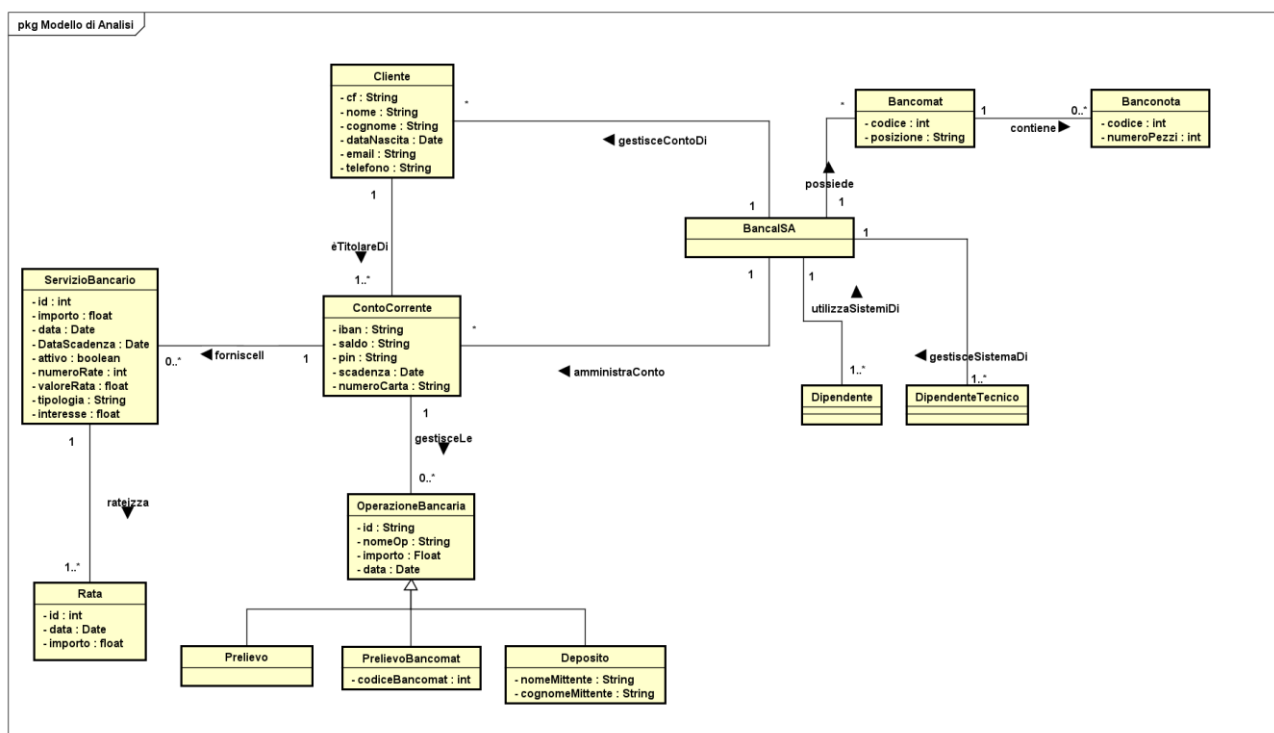 pkg Modello di Analisi
Cliente
- cf : String
- nome : String
- cognome : String
- dataNascita : Date
- email : String
- telefono : String
*
gestisceContoDi
1
Bancomat
- codice : int
- posizione : String
*
1
contiene
0..*
Banconota
- codice : int
- numeroPezzi : int
possiede
1
BancaISA
1
1
1
1
èTitolareDi
1..*
ServizioBancario
- id : int
- importo : float
- data : Date
- DataScadenza : Date
- attivo : boolean
- numeroRate : int
- valoreRata : float
- tipologia : String
- interesse : float
0..*
forniscell
1
ContoCorrente
- iban : String
- saldo : String
- pin : String
- scadenza : Date
- numeroCarta : String
*
amministraConto
utilizzaSistemiDi
1..*
gestisceSistemaDi
1..*
Dipendente
DipendenteTecnico
1
gestisceLe
0..*
1
rateizza
1..*
OperazioneBancaria
- id : String
- nomeOp : String
- importo : Float
- data : Date
Rata
- id : int
- data : Date
- importo : float
Prelievo
PrelievoBancomat
- codiceBancomat : int
Deposito
- nomeMittente : String
- cognomeMittente : String